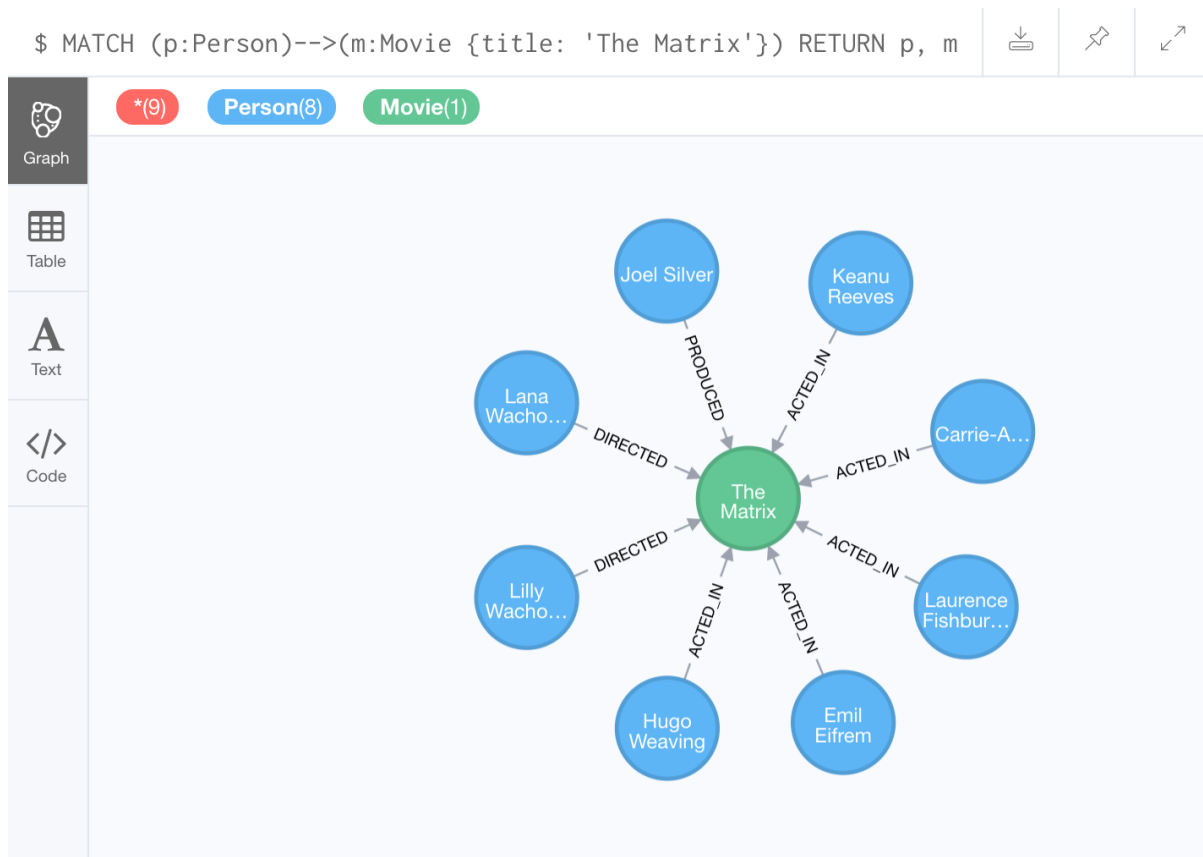 $ MATCH (p:Person)-->(m:Movie {title: 'The Matrix'}) RETURN p, m
*(9) Person(8) Movie(1)
Graph
Table
Text
Code
Joel Silver
Keanu
Reeves
PRODUCED
ACTED_IN
Lana
Wacho...
DIRECTED
Carrie-A...
ACTED_IN
The
Matrix
Lilly
Wacho...
DIRECTED
ACTED_IN
Laurence
Fishbur...
ACTED_IN
ACTED_IN
Hugo
Weaving
Emil
Eifrem